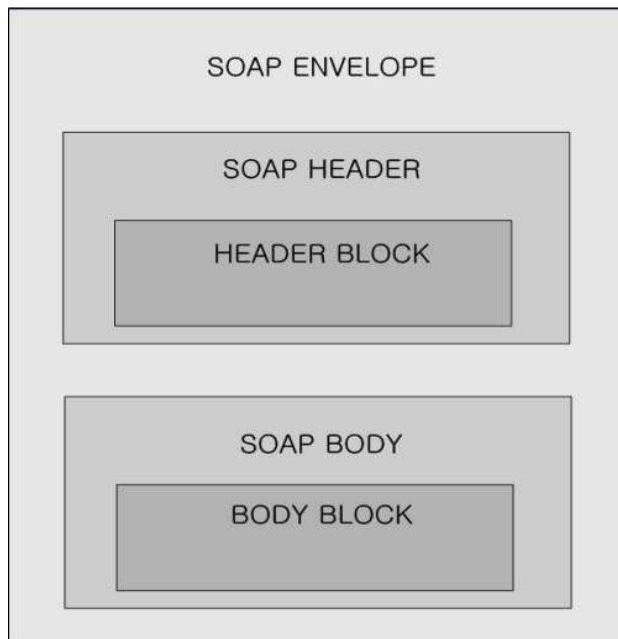 SOAP ENVELOPE
SOAP HEADER
HEADER BLOCK
SOAP BODY
BODY BLOCK